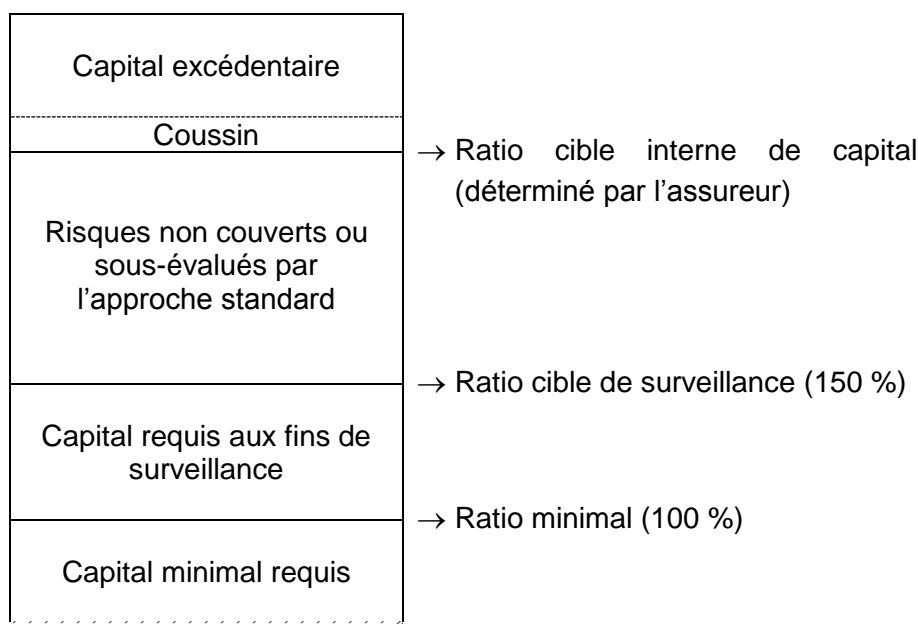 Capital excédentaire
Coussin
→ Ratio cible interne de capital
(déterminé par l’assureur)
Risques non couverts ou
sous-évalués par
l’approche standard
→ Ratio cible de surveillance (150 %)
Capital requis aux fins de
surveillance
→ Ratio minimal (100 %)
Capital minimal requis